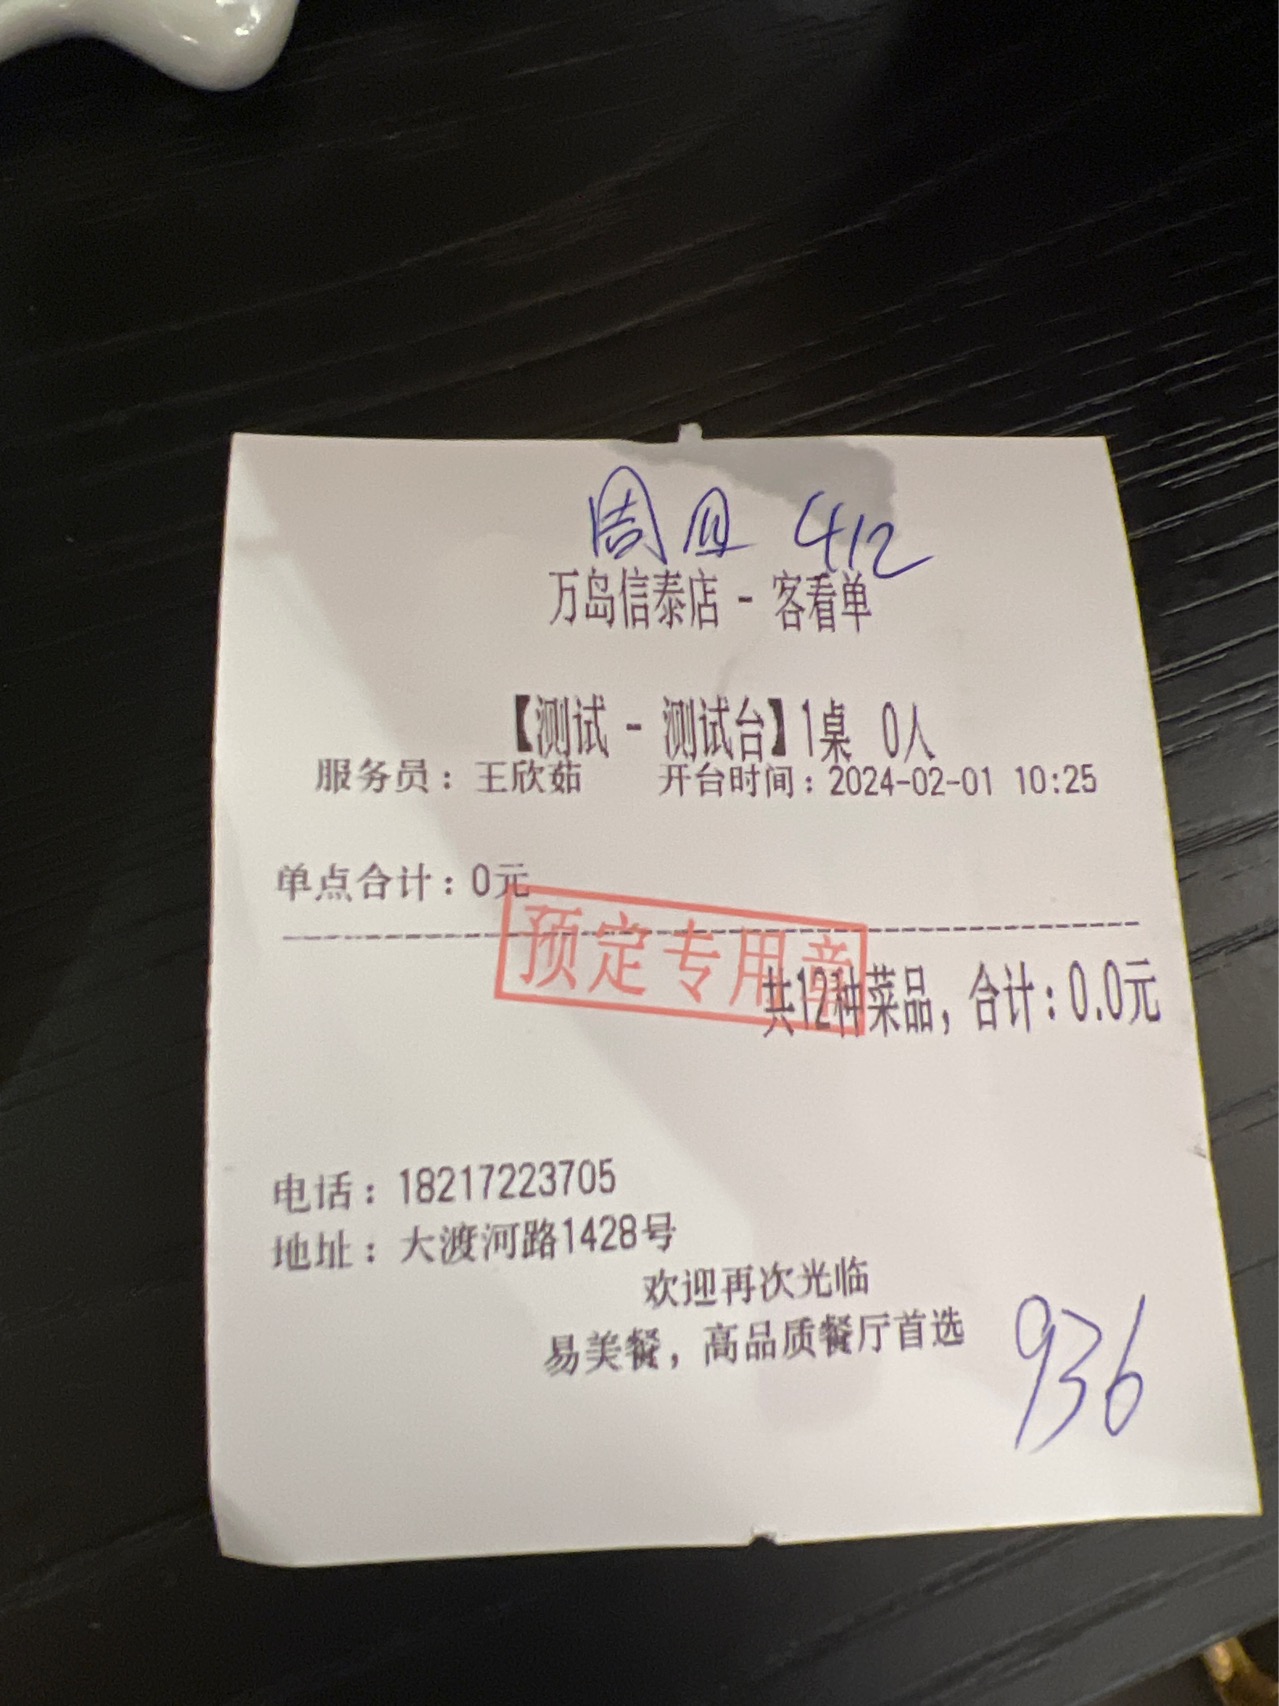 周四 412
万岛信泰店 - 客看单
【测试 - 测试台】1桌 0人
服务员：王欣茹 开台时间：2024-02-01 10:25
单点合计：0元
预定专用章
共12种菜品，合计：0.0元
电话：18217223705
地址：大渡河路1428号
欢迎再次光临
易美餐，高品质餐厅首选
936